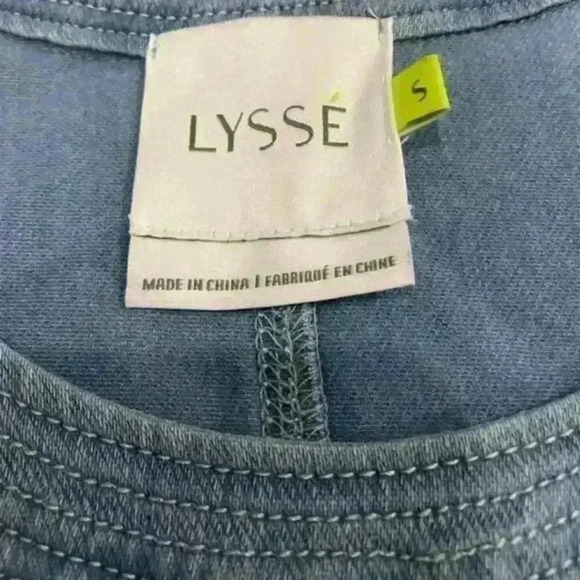 LYSSÉ
S
MADE IN CHINA | FABRIQUÉ EN CHINE